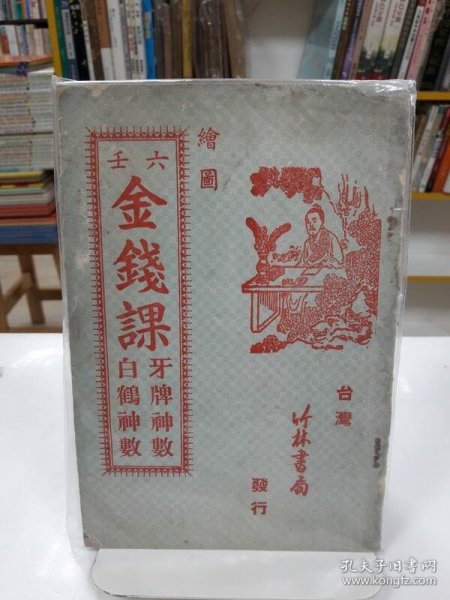 繪圖
六壬
金錢課
牙牌神數
白鶴神數
台灣
竹林書局
發行
孔夫子旧书网
www.kongfz.com